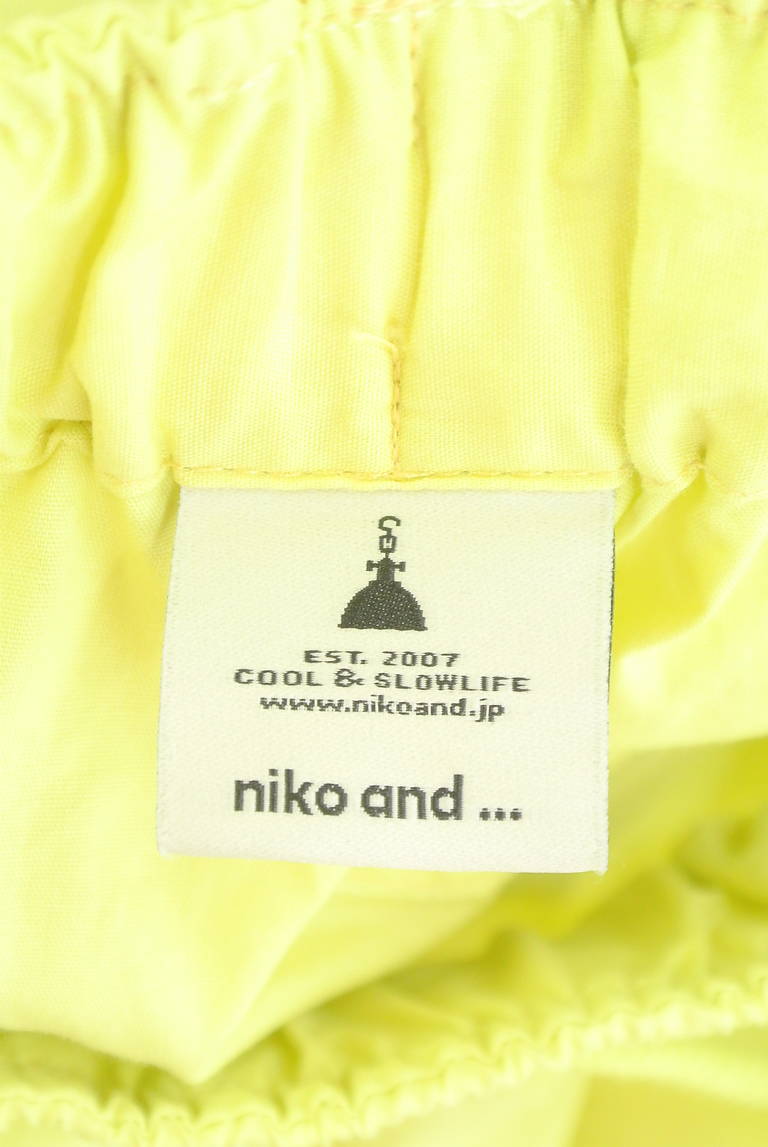 EST. 2007
COOL & SLOWLIFE
www.nikoand.jp
niko and ...